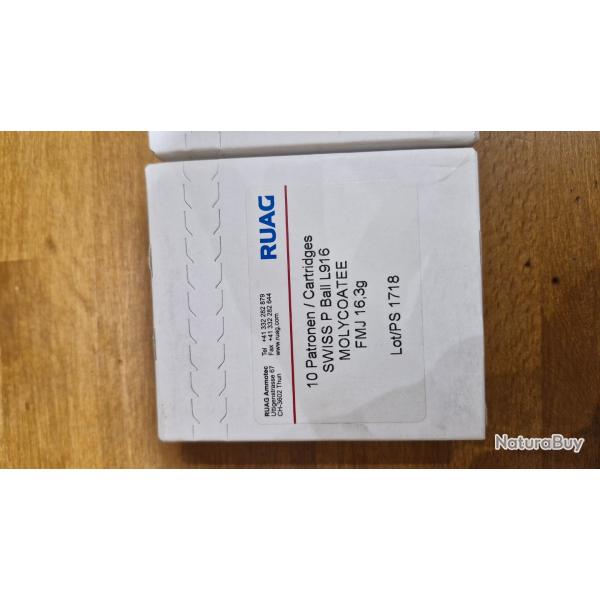 RUAG Ammotec
Uttigenstrasse 67
CH-3602 Thun
Tel +41 332 282 879
Fax +41 332 282 644
www.ruag.com
RUAG
10 Patronen / Cartridges
SWISS P Ball L916
MOLYCOATEE
FMJ 16,3g
Lot/PS 1718
NaturaBuy